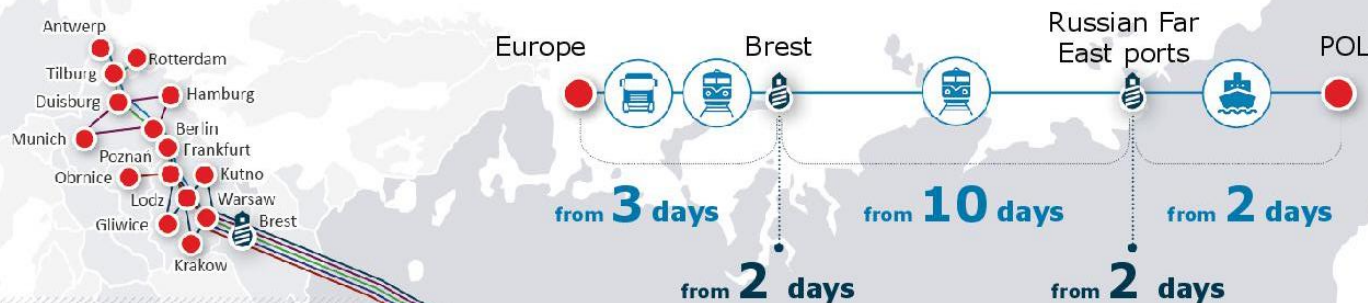 Antwerp
Rotterdam
Tilburg
Hamburg
Duisburg
Berlin
Munich
Frankfurt
Poznań
Obrnice
Kutno
Lodz
Warsaw
Gliwice
Brest
Krakow
Europe
Brest
Russian Far
East ports
POL
from 3 days
from 10 days
from 2 days
from 2 days
from 2 days